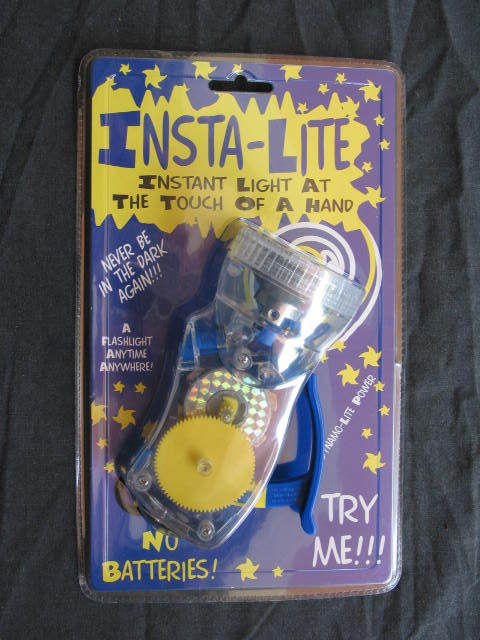 INSTA-LITE
INSTANT LIGHT AT
THE TOUCH OF A HAND
NEVER BE
IN THE DARK
AGAIN!!!
A
FLASHLIGHT
ANYTIME
ANYWHERE!
DYNAMO-LITE POWER
TRY
ME!!!
NO
BATTERIES!